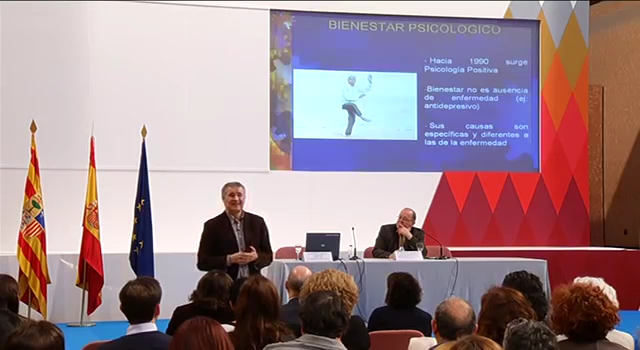 BIENESTAR PSICOLOGICO
- Hacia 1990 surge
Psicología Positiva
-Bienestar no es ausencia
de enfermedad (ej:
antidepresivo)
- Sus causas son
específicas y diferentes a
las de la enfermedad